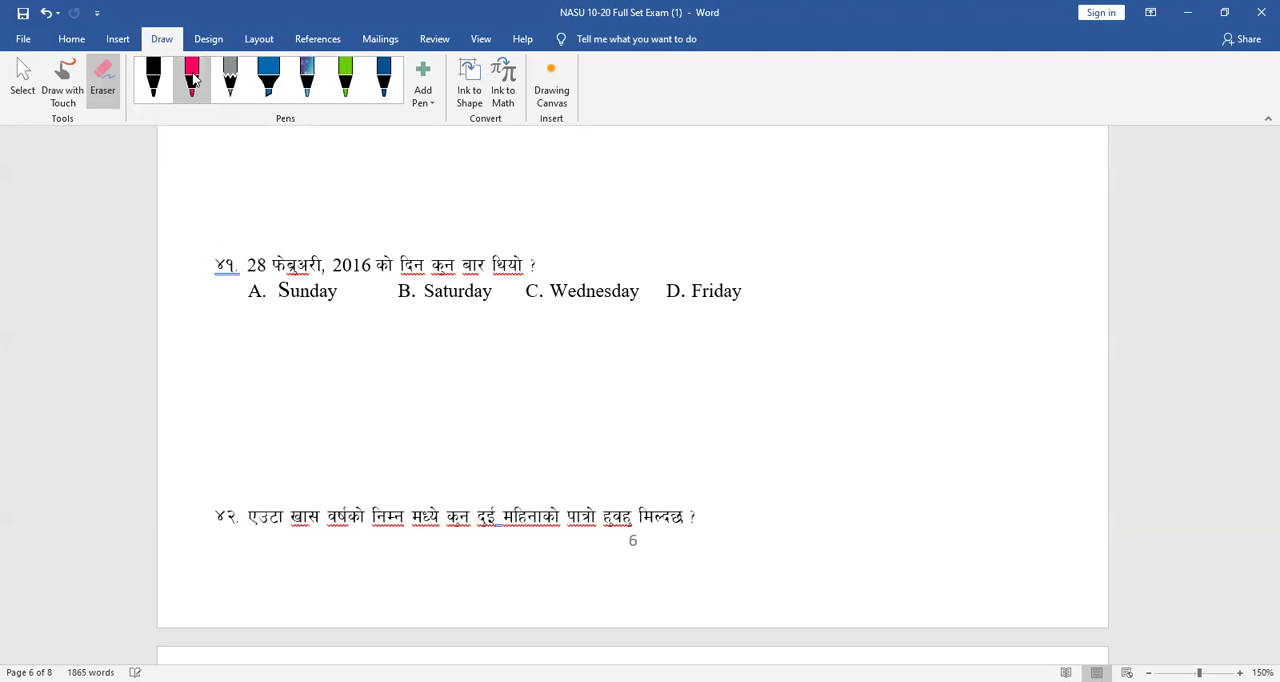 NASU 10-20 Full Set Exam (1) - Word
Sign in
File Home Insert Draw Design Layout References Mailings Review View Help Tell me what you want to do Share
Select Draw with Touch Eraser Add Pen Ink to Shape Ink to Math Drawing Canvas
Tools Pens Convert Insert
४१. 28 फेब्रुअरी, 2016 को दिन कुन बार थियो ?
A. Sunday B. Saturday C. Wednesday D. Friday
४२. एउटा खास वर्षको निम्न मध्ये कुन दुई महिनाको पात्रो हुवहु मिल्दछ ?
6
Page 6 of 8 1865 words 150%